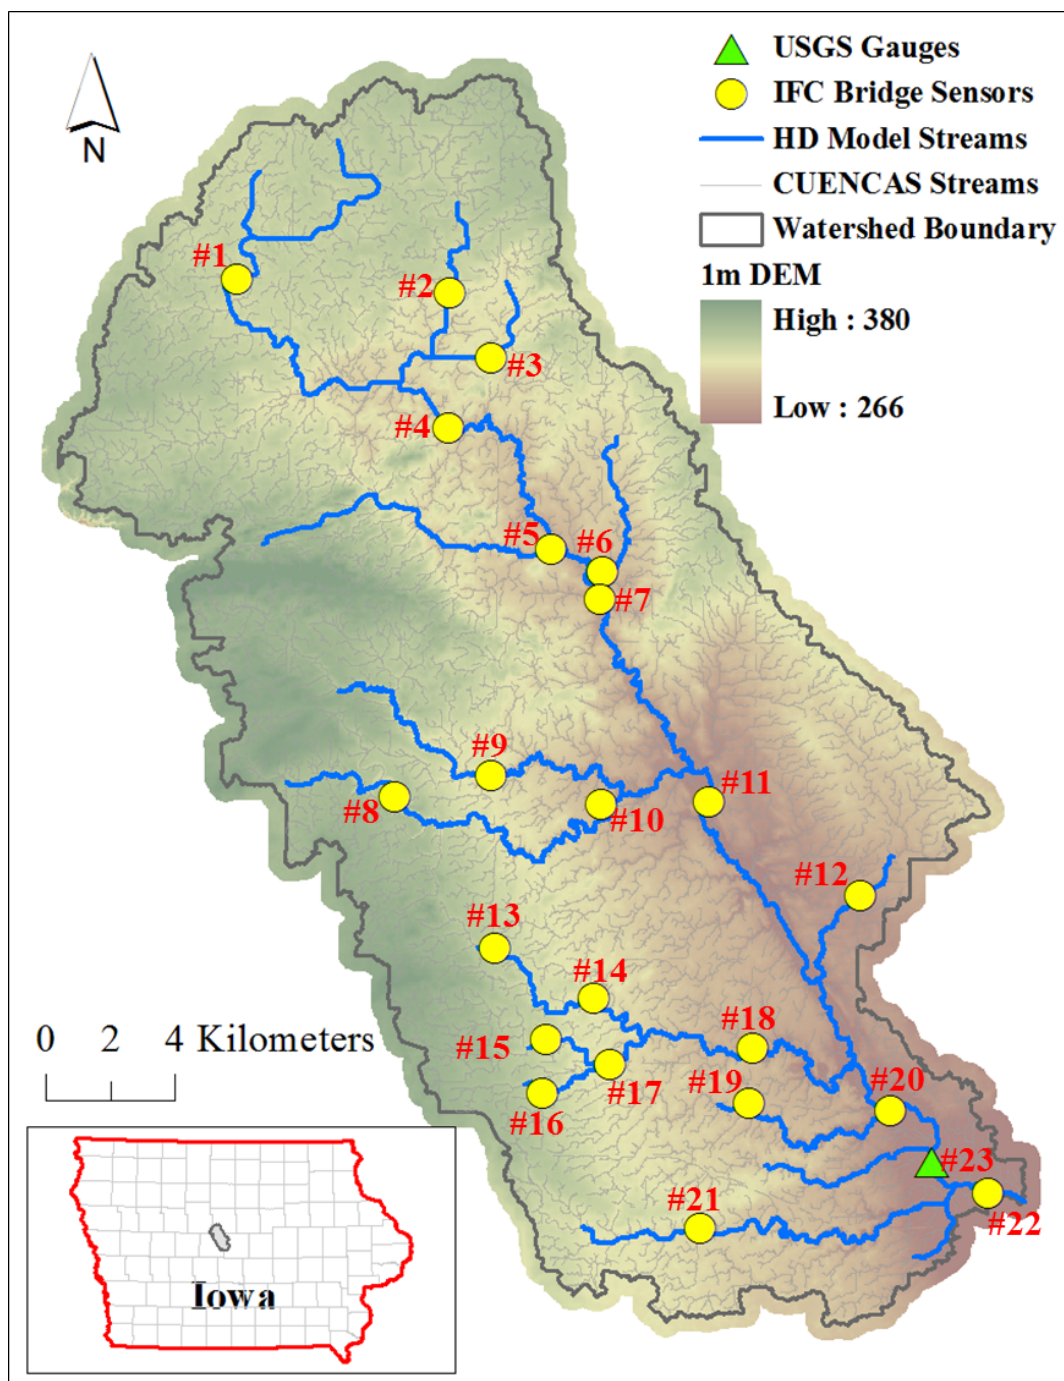 USGS Gauges
IFC Bridge Sensors
HD Model Streams
CUENCAS Streams
Watershed Boundary
1m DEM
High : 380
Low : 266
N
#1
#2
#3
#4
#5
#6
#7
#8
#9
#10
#11
#12
#13
#14
#15
#16
#17
#18
#19
#20
#21
#22
#23
0 2 4 Kilometers
Iowa